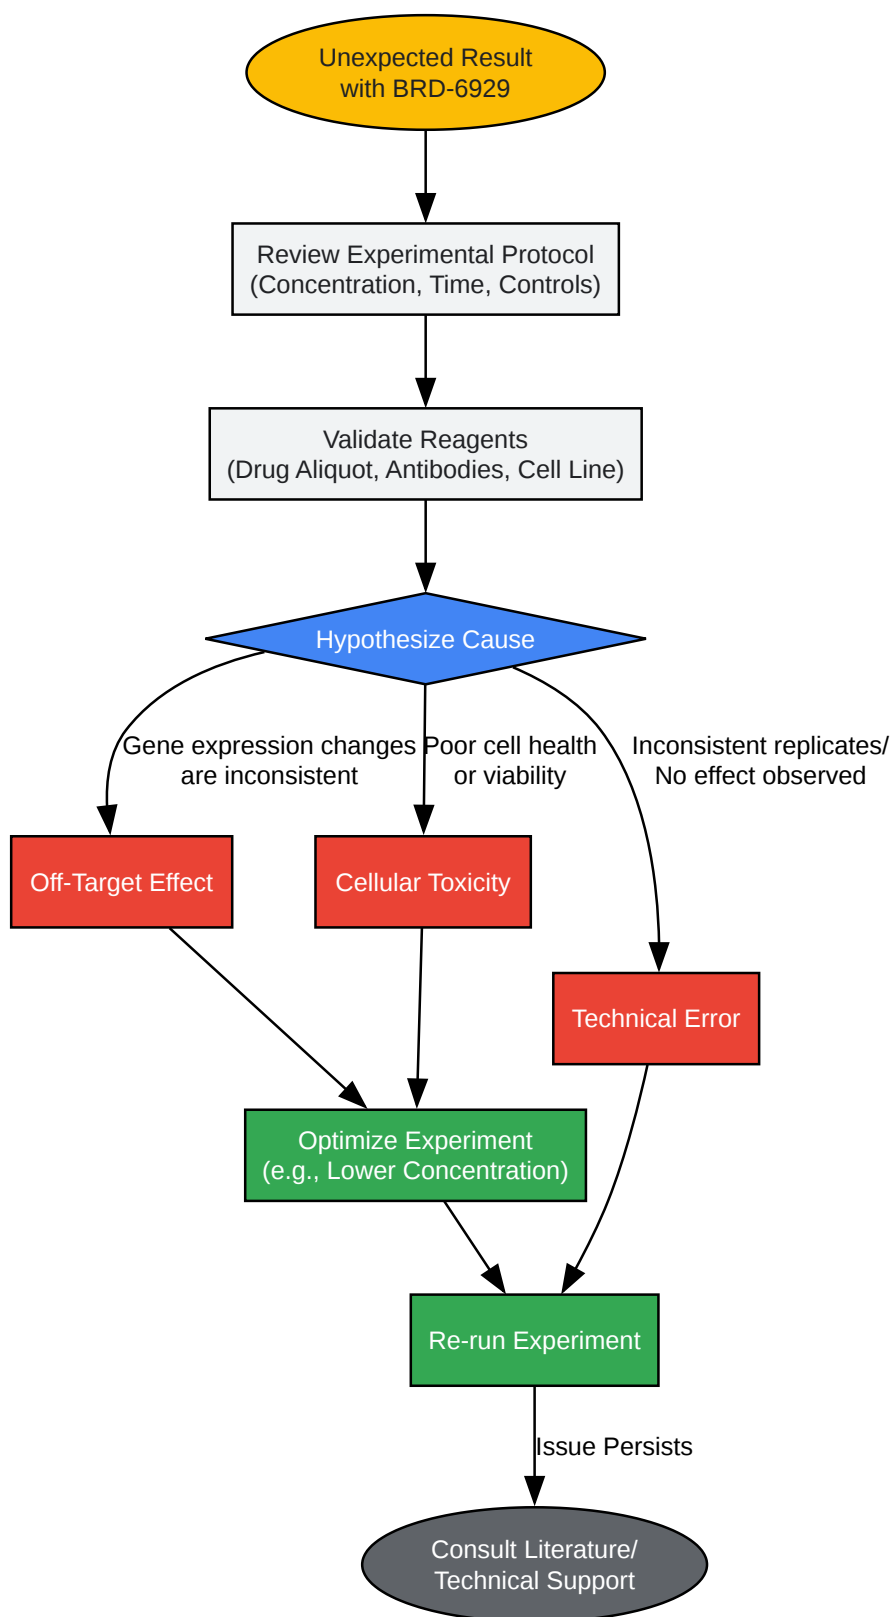 Unexpected Result
with BRD-6929
Review Experimental Protocol
(Concentration, Time, Controls)
Validate Reagents
(Drug Aliquot, Antibodies, Cell Line)
Hypothesize Cause
Gene expression changes
are inconsistent
Poor cell health
or viability
Inconsistent replicates/
No effect observed
Off-Target Effect
Cellular Toxicity
Technical Error
Optimize Experiment
(e.g., Lower Concentration)
Re-run Experiment
Issue Persists
Consult Literature/
Technical Support